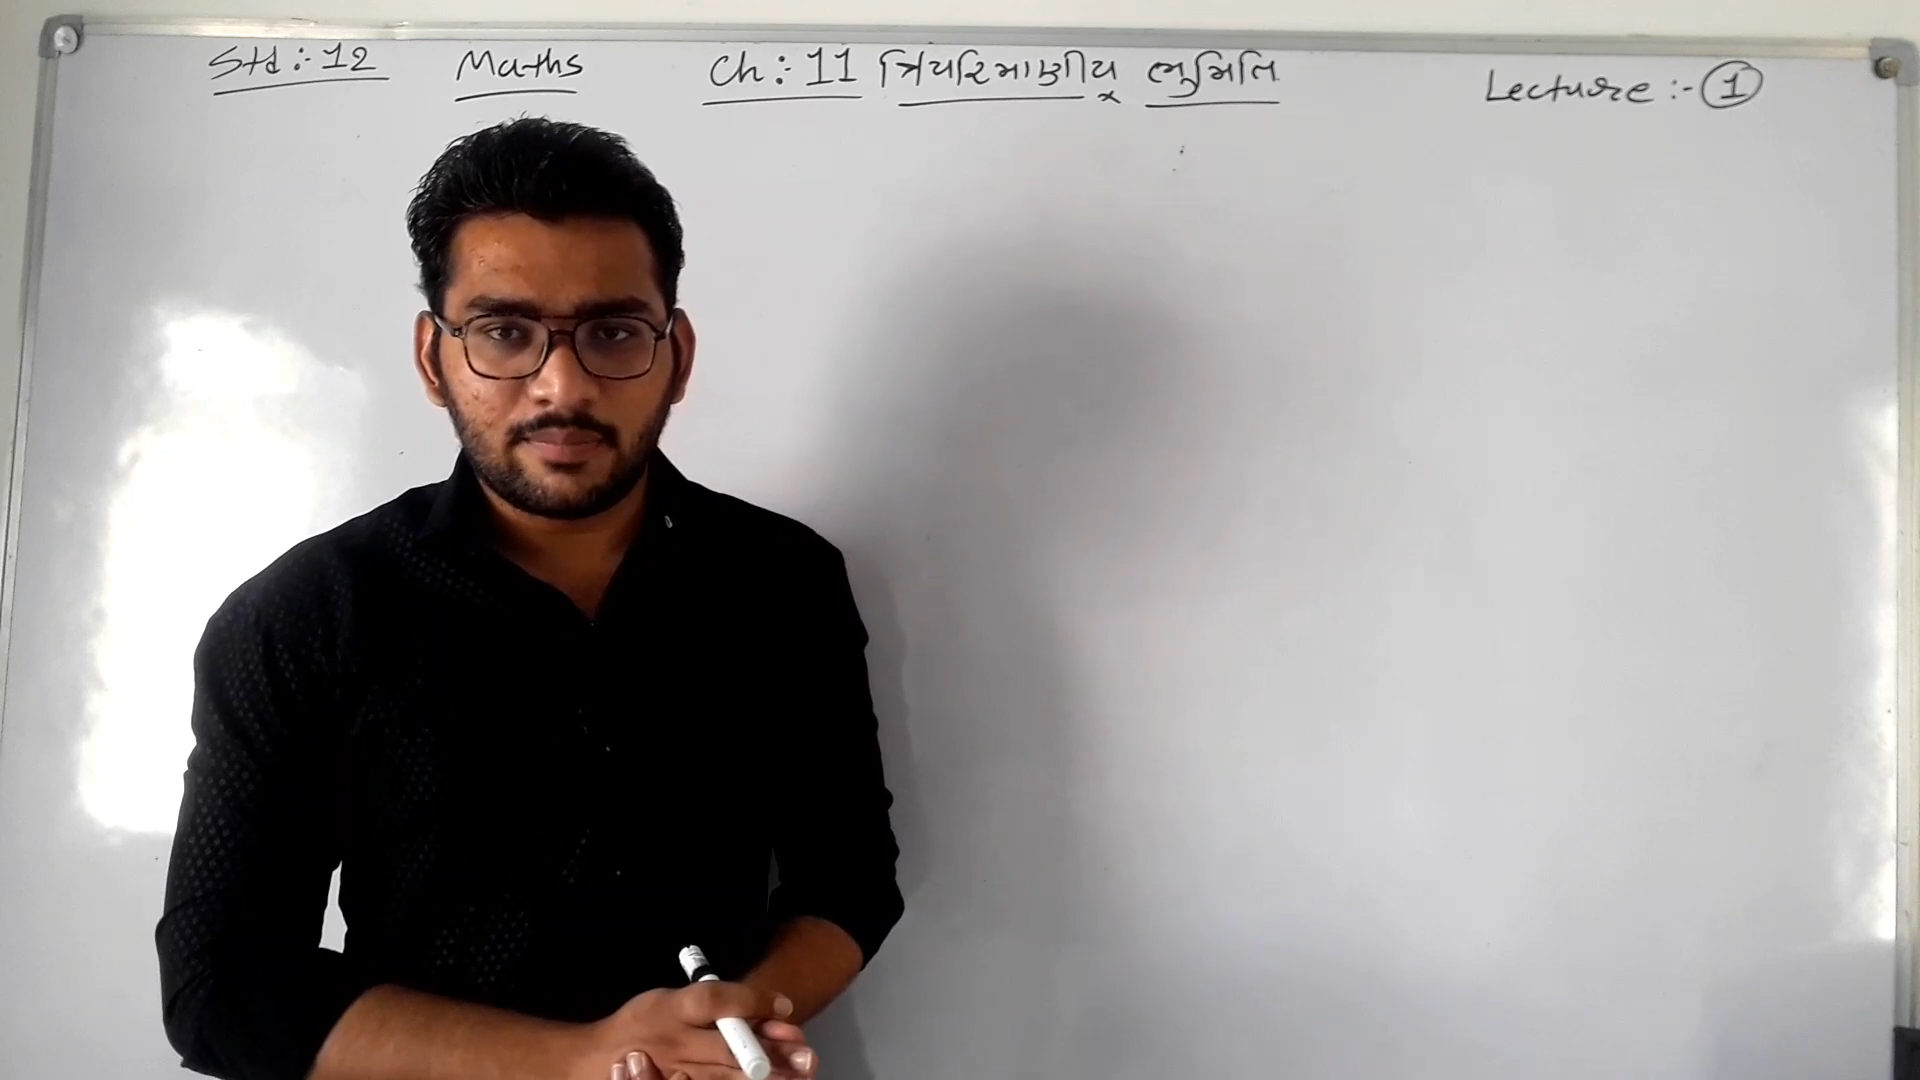 Std :- 12 Maths Ch :- 11 ત્રિપરિમાણીય ભૂમિતિ Lecture :- 1